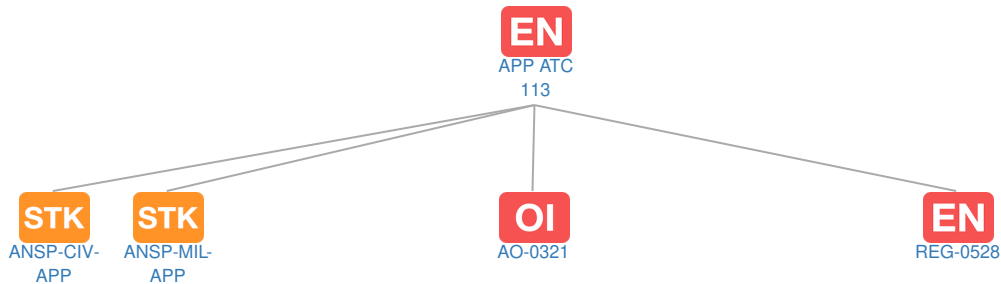 EN
APP ATC
113
STK
STK
OI
EN
ANSP-CIV-
APP
ANSP-MIL-
APP
AO-0321
REG-0528